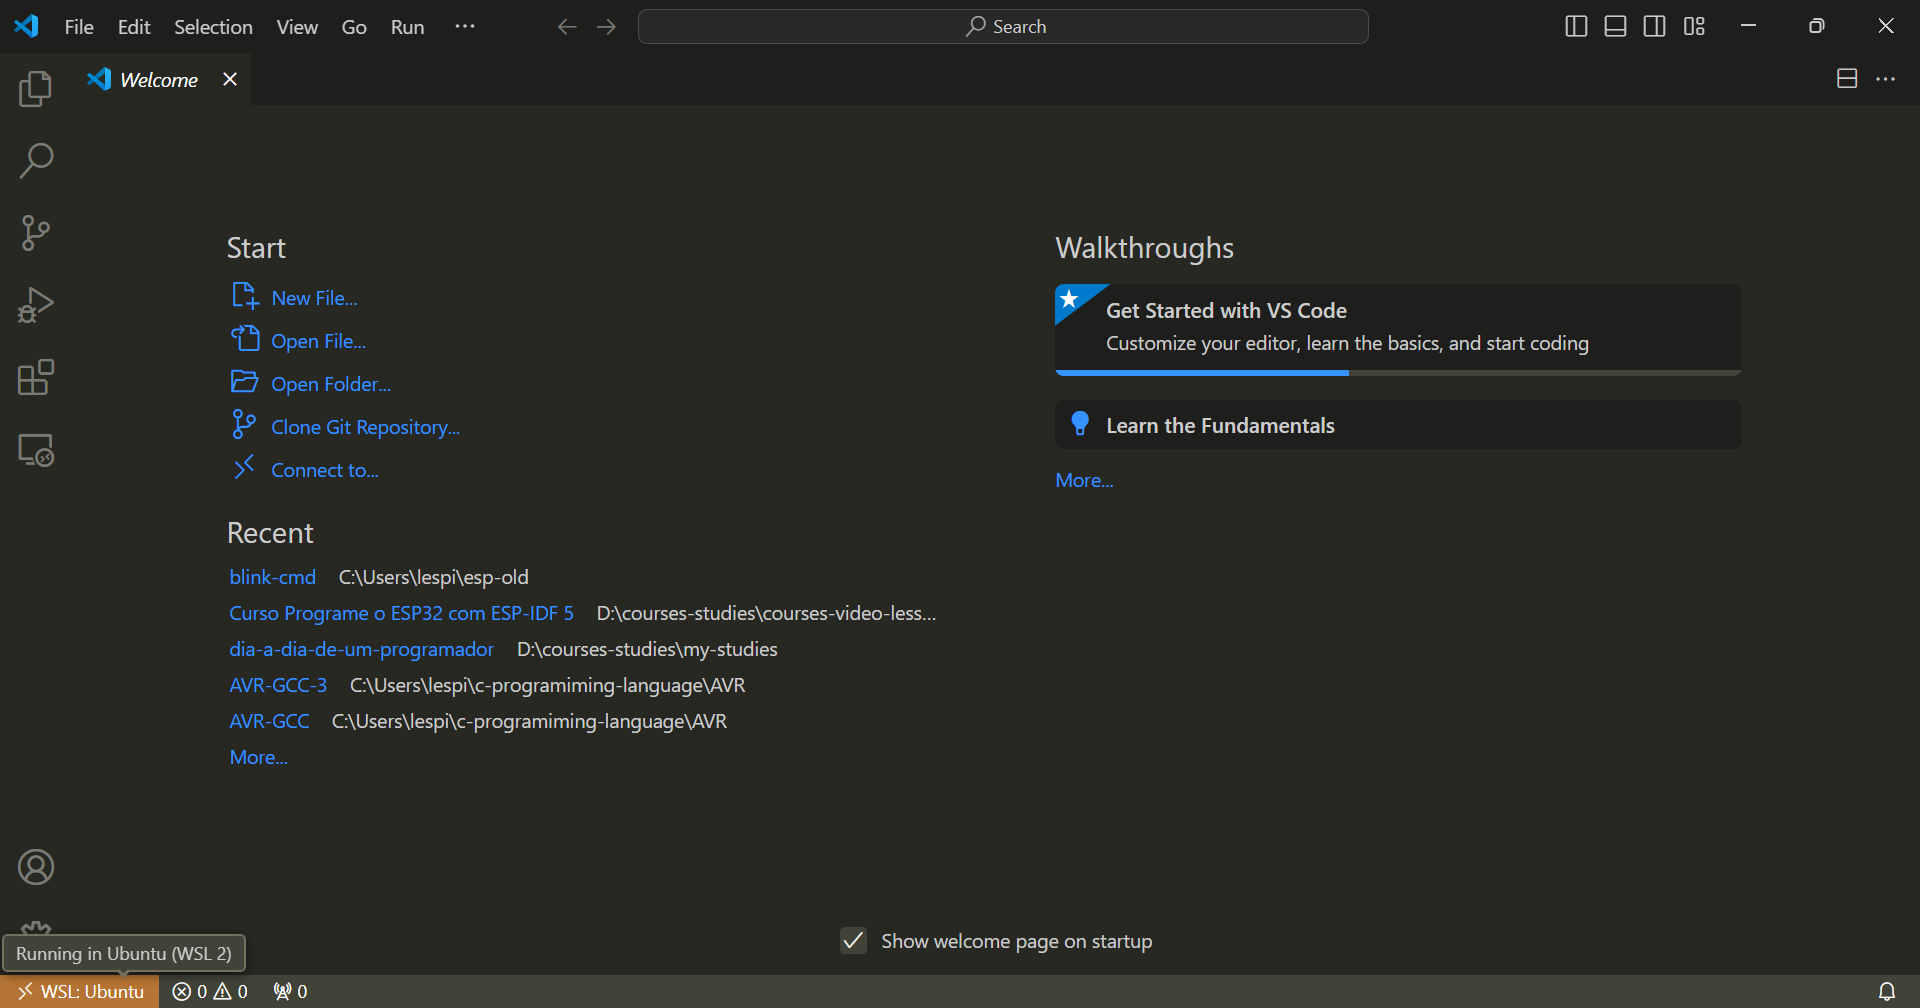 File Edit Selection View Go Run ··· Search
Welcome
Start
New File...
Open File...
Open Folder...
Clone Git Repository...
Connect to...
Recent
blink-cmd C:\Users\lespi\esp-old
Curso Programe o ESP32 com ESP-IDF 5 D:\courses-studies\courses-video-less...
dia-a-dia-de-um-programador D:\courses-studies\my-studies
AVR-GCC-3 C:\Users\lespi\c-programiming-language\AVR
AVR-GCC C:\Users\lespi\c-programiming-language\AVR
More...
Walkthroughs
Get Started with VS Code
Customize your editor, learn the basics, and start coding
Learn the Fundamentals
More...
Show welcome page on startup
Running in Ubuntu (WSL 2)
WSL: Ubuntu 0 0 0